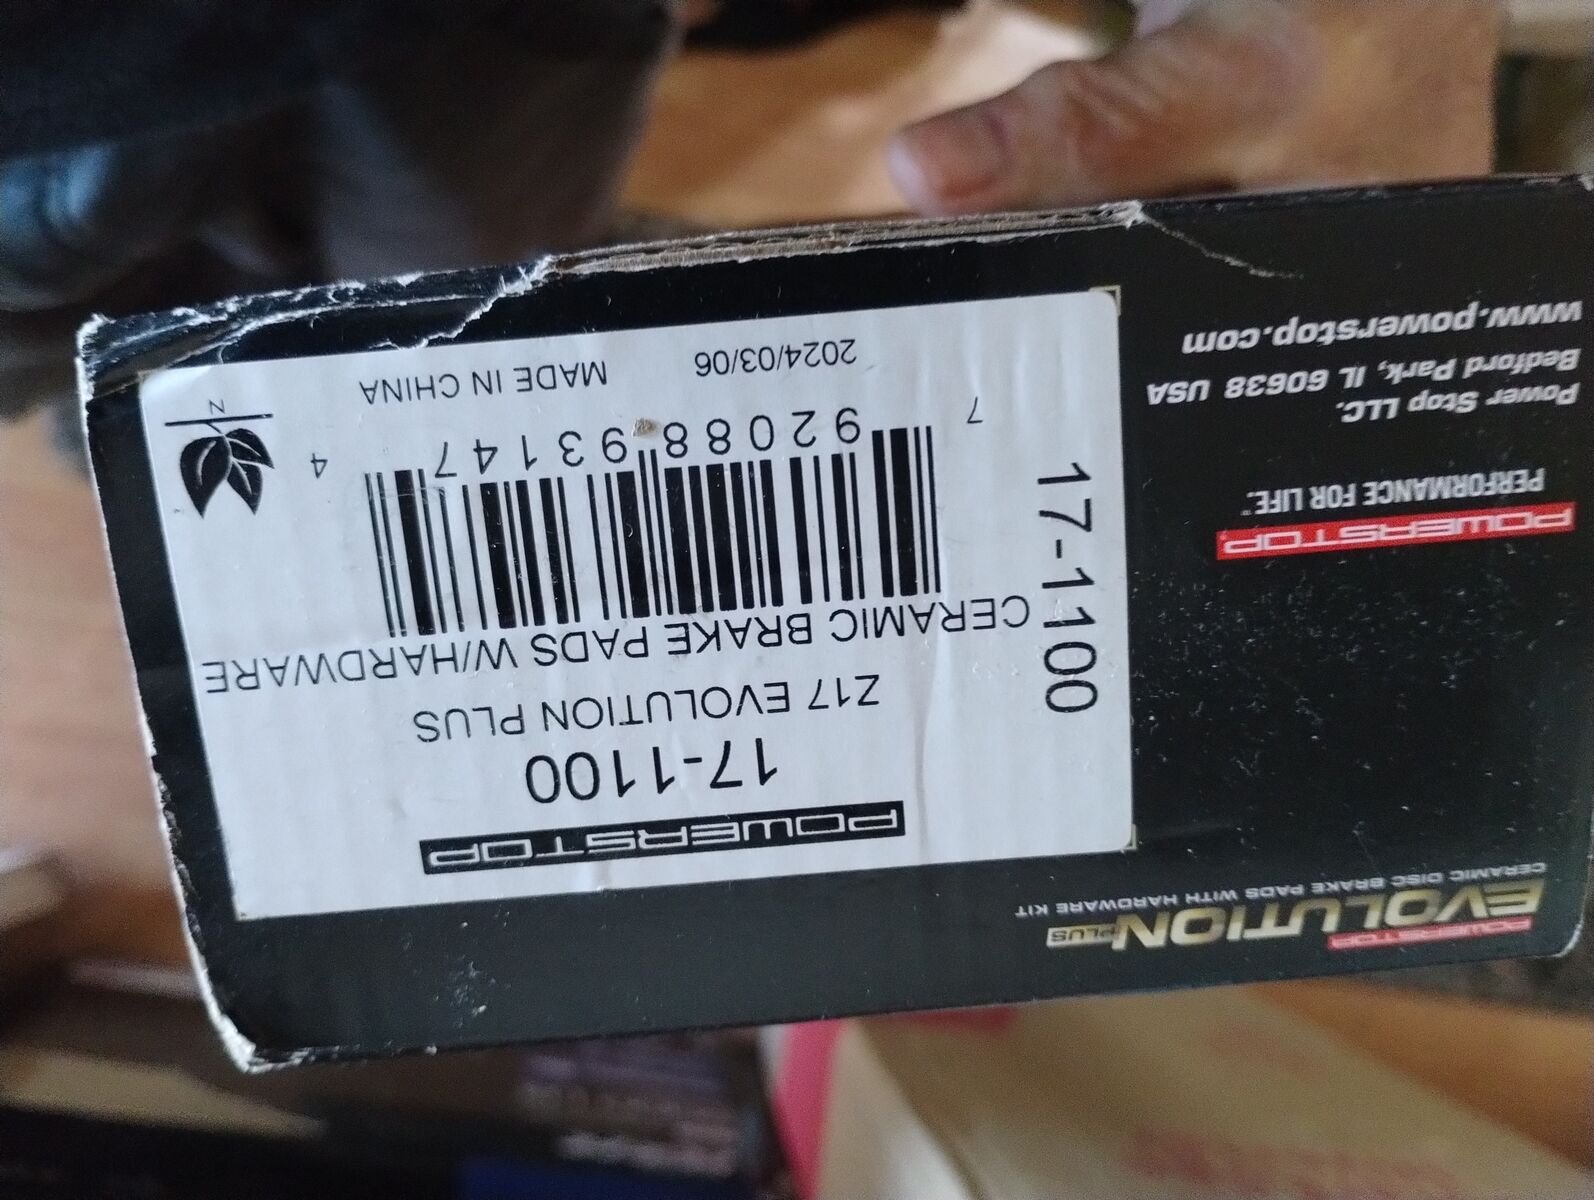 POWERSTOP
EVOLUTION PLUS
CERAMIC DISC BRAKE PADS WITH HARDWARE KIT
POWERSTOP
PERFORMANCE FOR LIFE.™
Power Stop LLC.
Bedford Park, IL 60638 USA
www.powerstop.com
POWERSTOP
17-1100
Z17 EVOLUTION PLUS
CERAMIC BRAKE PADS W/HARDWARE
17-1100
7 92088 93147 4
2024/03/06 MADE IN CHINA
N